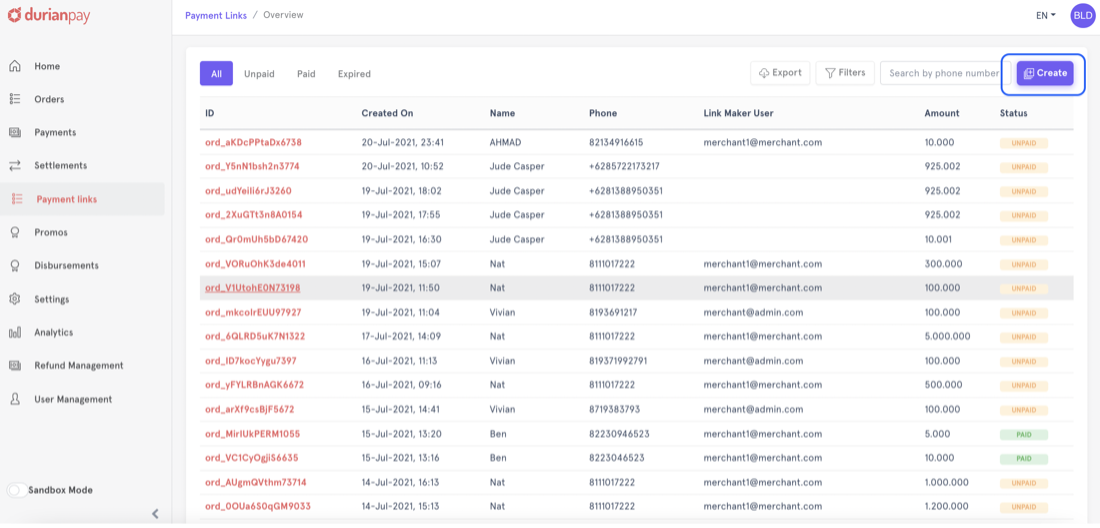 durianpay
Payment Links / Overview
EN
BLD
Home
Orders
Payments
Settlements
Payment links
Promos
Disbursements
Settings
Analytics
Refund Management
User Management
Sandbox Mode
All Unpaid Paid Expired Export Filters Search by phone number Create
ID Created On Name Phone Link Maker User Amount Status
ord_aKDcPPtaDx6738 20-Jul-2021, 23:41 AHMAD 82134916615 merchant1@merchant.com 10.000 UNPAID
ord_Y5nN1bsh2n3774 20-Jul-2021, 10:52 Jude Casper +6285722173217 925.002 UNPAID
ord_udYeili6rJ3260 19-Jul-2021, 18:02 Jude Casper +6281388950351 925.002 UNPAID
ord_2XuGTt3n8A0154 19-Jul-2021, 17:55 Jude Casper +6281388950351 925.002 UNPAID
ord_Qr0mUh5bD67420 19-Jul-2021, 16:30 Jude Casper +6281388950351 10.001 UNPAID
ord_VORuOhK3de4011 19-Jul-2021, 15:07 Nat 8111017222 merchant1@merchant.com 300.000 UNPAID
ord_V1UtohE0N73198 19-Jul-2021, 11:50 Nat 8111017222 merchant1@merchant.com 100.000 UNPAID
ord_mkcolrEUU97927 19-Jul-2021, 11:04 Vivian 8193691217 merchant@admin.com 100.000 UNPAID
ord_6QLRD5uK7N1322 17-Jul-2021, 14:09 Nat 8111017222 merchant1@merchant.com 5.000.000 UNPAID
ord_ID7kocYygu7397 16-Jul-2021, 11:13 Vivian 819371992791 merchant@admin.com 100.000 UNPAID
ord_yFYLRBnAGK6672 16-Jul-2021, 09:16 Nat 8111017222 merchant1@merchant.com 500.000 UNPAID
ord_arXf9csBjF5672 15-Jul-2021, 14:41 Vivian 8719383793 merchant@admin.com 100.000 UNPAID
ord_MirIUkPERM1055 15-Jul-2021, 13:20 Ben 82230946523 merchant1@merchant.com 5.000 PAID
ord_VC1CyOgjiS6635 15-Jul-2021, 13:16 Ben 8223046523 merchant1@merchant.com 10.000 PAID
ord_AUgmQVthm73714 14-Jul-2021, 16:13 Nat 8111017222 merchant1@merchant.com 1.000.000 UNPAID
ord_0OUa6S0qGM9033 14-Jul-2021, 15:13 Nat 8111017222 merchant1@merchant.com 1.200.000 UNPAID